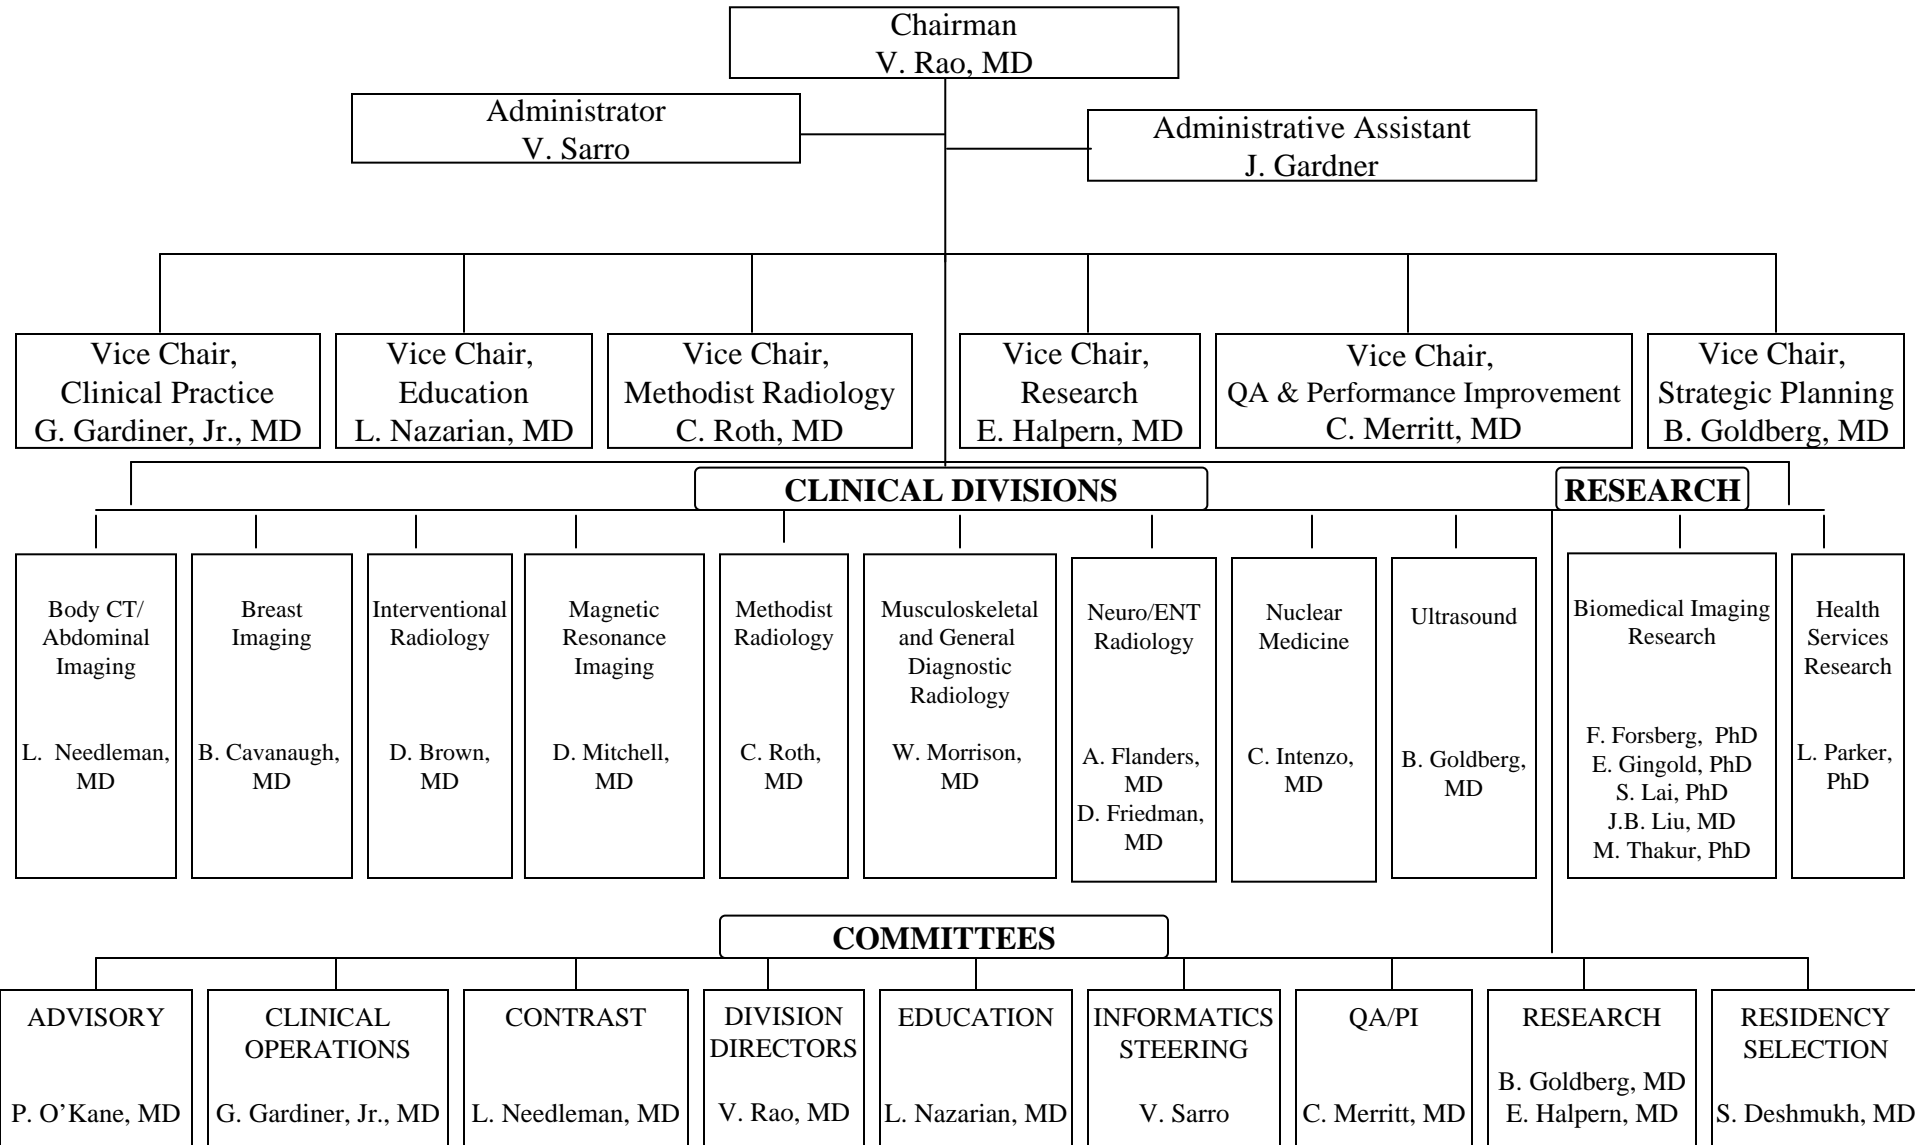 Chairman
V. Rao, MD
Administrator
V. Sarro
Administrative Assistant
J. Gardner
Vice Chair,
Clinical Practice
G. Gardiner, Jr., MD
Vice Chair,
Education
L. Nazarian, MD
Vice Chair,
Methodist Radiology
C. Roth, MD
Vice Chair,
Research
E. Halpern, MD
Vice Chair,
QA & Performance Improvement
C. Merritt, MD
Vice Chair,
Strategic Planning
B. Goldberg, MD
CLINICAL DIVISIONS
RESEARCH
Body CT/
Abdominal
Imaging
L. Needleman,
MD
Breast
Imaging
B. Cavanaugh,
MD
Interventional
Radiology
D. Brown,
MD
Magnetic
Resonance
Imaging
D. Mitchell,
MD
Methodist
Radiology
C. Roth,
MD
Musculoskeletal
and General
Diagnostic
Radiology
W. Morrison,
MD
Neuro/ENT
Radiology
A. Flanders,
MD
D. Friedman,
MD
Nuclear
Medicine
C. Intenzo,
MD
Ultrasound
B. Goldberg,
MD
Biomedical Imaging
Research
F. Forsberg, PhD
E. Gingold, PhD
S. Lai, PhD
J.B. Liu, MD
M. Thakur, PhD
Health
Services
Research
L. Parker,
PhD
COMMITTEES
ADVISORY
P. O’Kane, MD
CLINICAL
OPERATIONS
G. Gardiner, Jr., MD
CONTRAST
L. Needleman, MD
DIVISION
DIRECTORS
V. Rao, MD
EDUCATION
L. Nazarian, MD
INFORMATICS
STEERING
V. Sarro
QA/PI
C. Merritt, MD
RESEARCH
B. Goldberg, MD
E. Halpern, MD
RESIDENCY
SELECTION
S. Deshmukh, MD